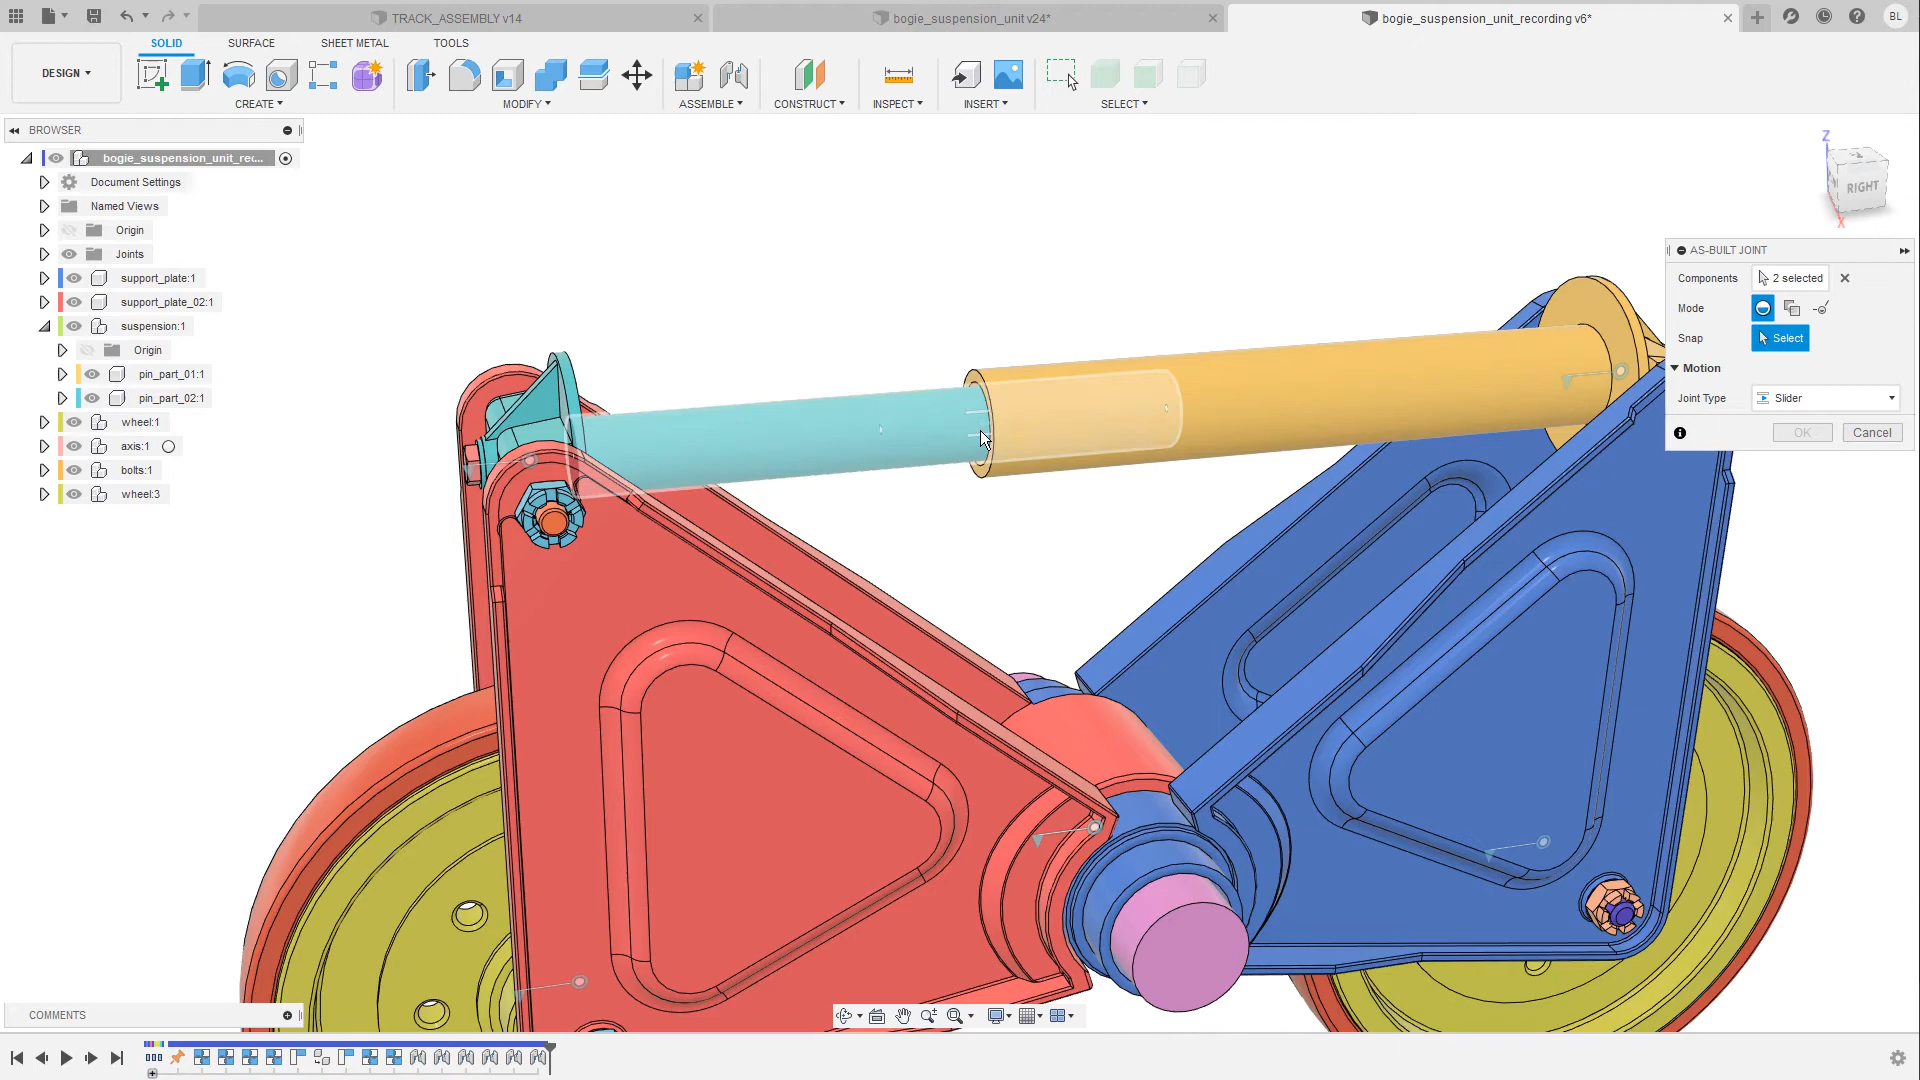 TRACK_ASSEMBLY v14
bogie_suspension_unit v24*
bogie_suspension_unit_recording v6*
BL
SOLID
SURFACE
SHEET METAL
TOOLS
DESIGN
CREATE
MODIFY
ASSEMBLE
CONSTRUCT
INSPECT
INSERT
SELECT
BROWSER
bogie_suspension_unit_rec...
Document Settings
Named Views
Origin
Joints
support_plate:1
support_plate_02:1
suspension:1
Origin
pin_part_01:1
pin_part_02:1
wheel:1
axis:1
bolts:1
wheel:3
Z
RIGHT
X
AS-BUILT JOINT
Components
2 selected
Mode
Snap
Select
Motion
Joint Type
Slider
OK
Cancel
COMMENTS